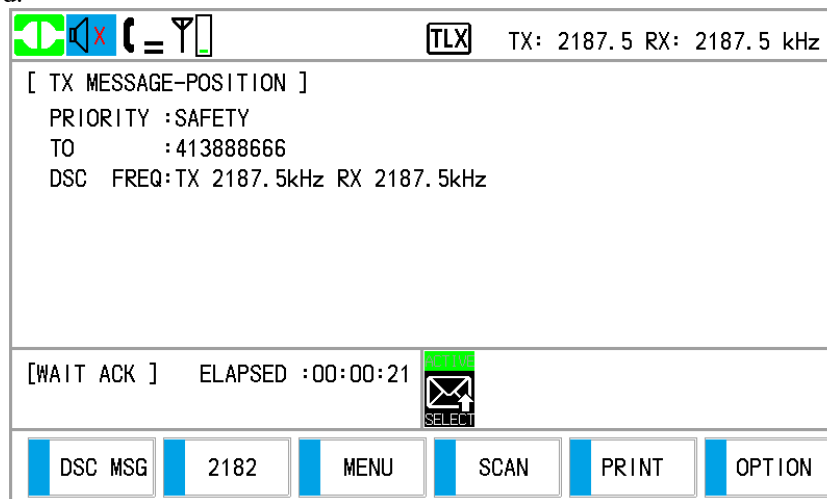 TLX TX: 2187.5 RX: 2187.5 kHz
[ TX MESSAGE-POSITION ]
PRIORITY :SAFETY
TO :413888666
DSC FREQ:TX 2187.5kHz RX 2187.5kHz
[WAIT ACK ] ELAPSED :00:00:21
ACTIVE
SELECT
DSC MSG 2182 MENU SCAN PRINT OPTION